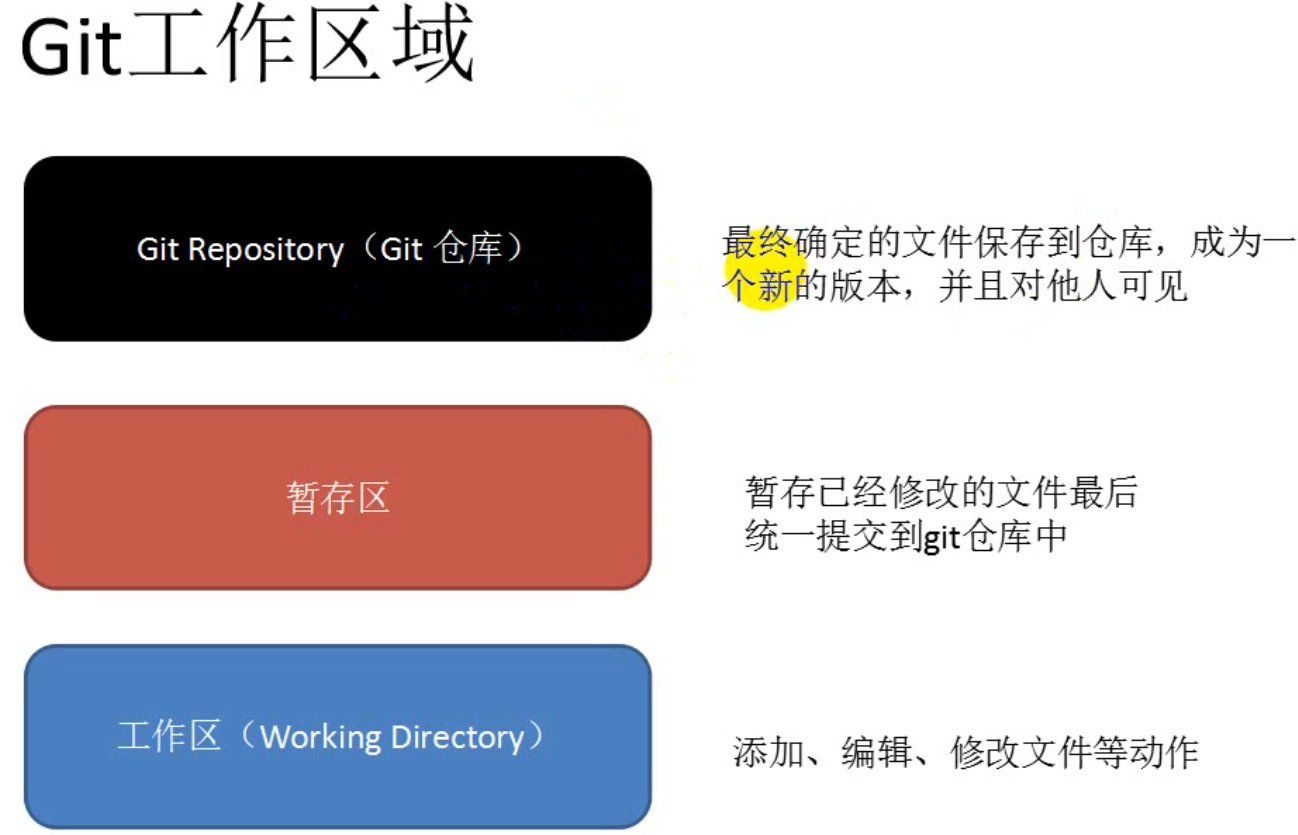 Git工作区域
Git Repository（Git 仓库）
最终确定的文件保存到仓库，成为一
个新的版本，并且对他人可见
暂存区
暂存已经修改的文件最后
统一提交到git仓库中
工作区（Working Directory）
添加、编辑、修改文件等动作